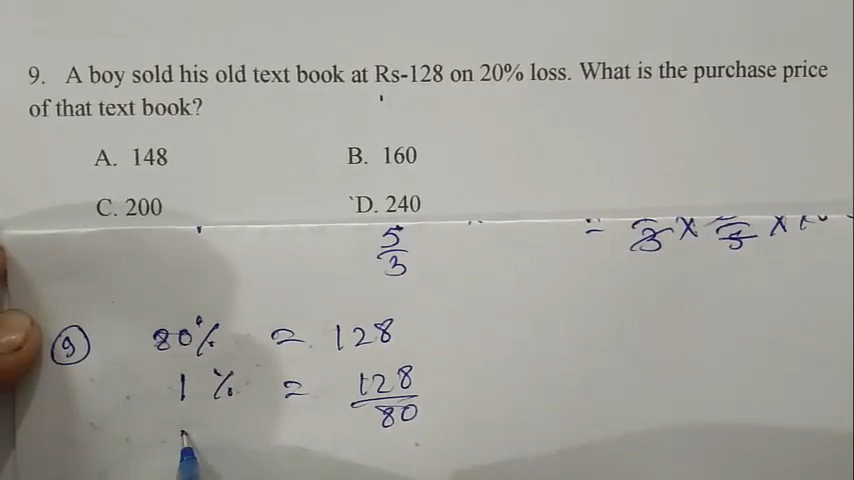 9. A boy sold his old text book at Rs-128 on 20% loss. What is the purchase price
of that text book?
A. 148 B. 160
C. 200 D. 240
5/3
9 80% = 128
1% = 128/80